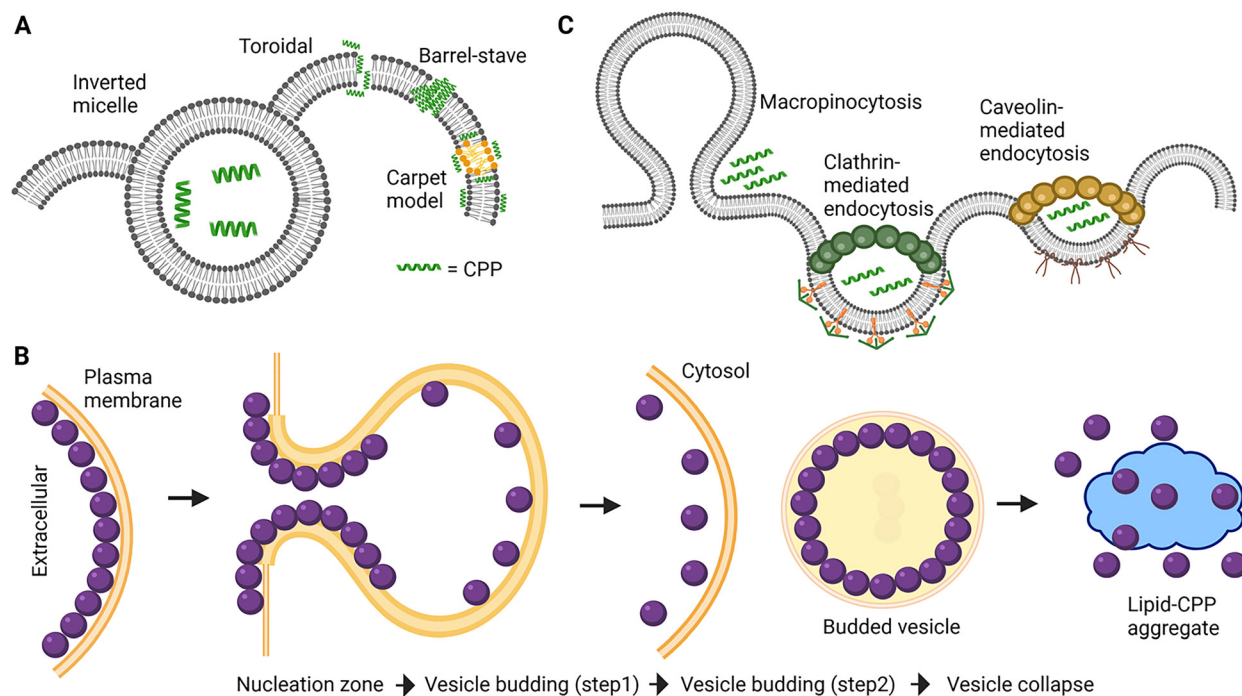 A
Toroidal
Barrel-stave
Inverted
micelle
Carpet
model
= CPP
C
Macropinocytosis
Clathrin-
mediated
endocytosis
Caveolin-
mediated
endocytosis
B
Plasma
membrane
Extracellular
Cytosol
Budded vesicle
Lipid-CPP
aggregate
Nucleation zone → Vesicle budding (step1) → Vesicle budding (step2) → Vesicle collapse